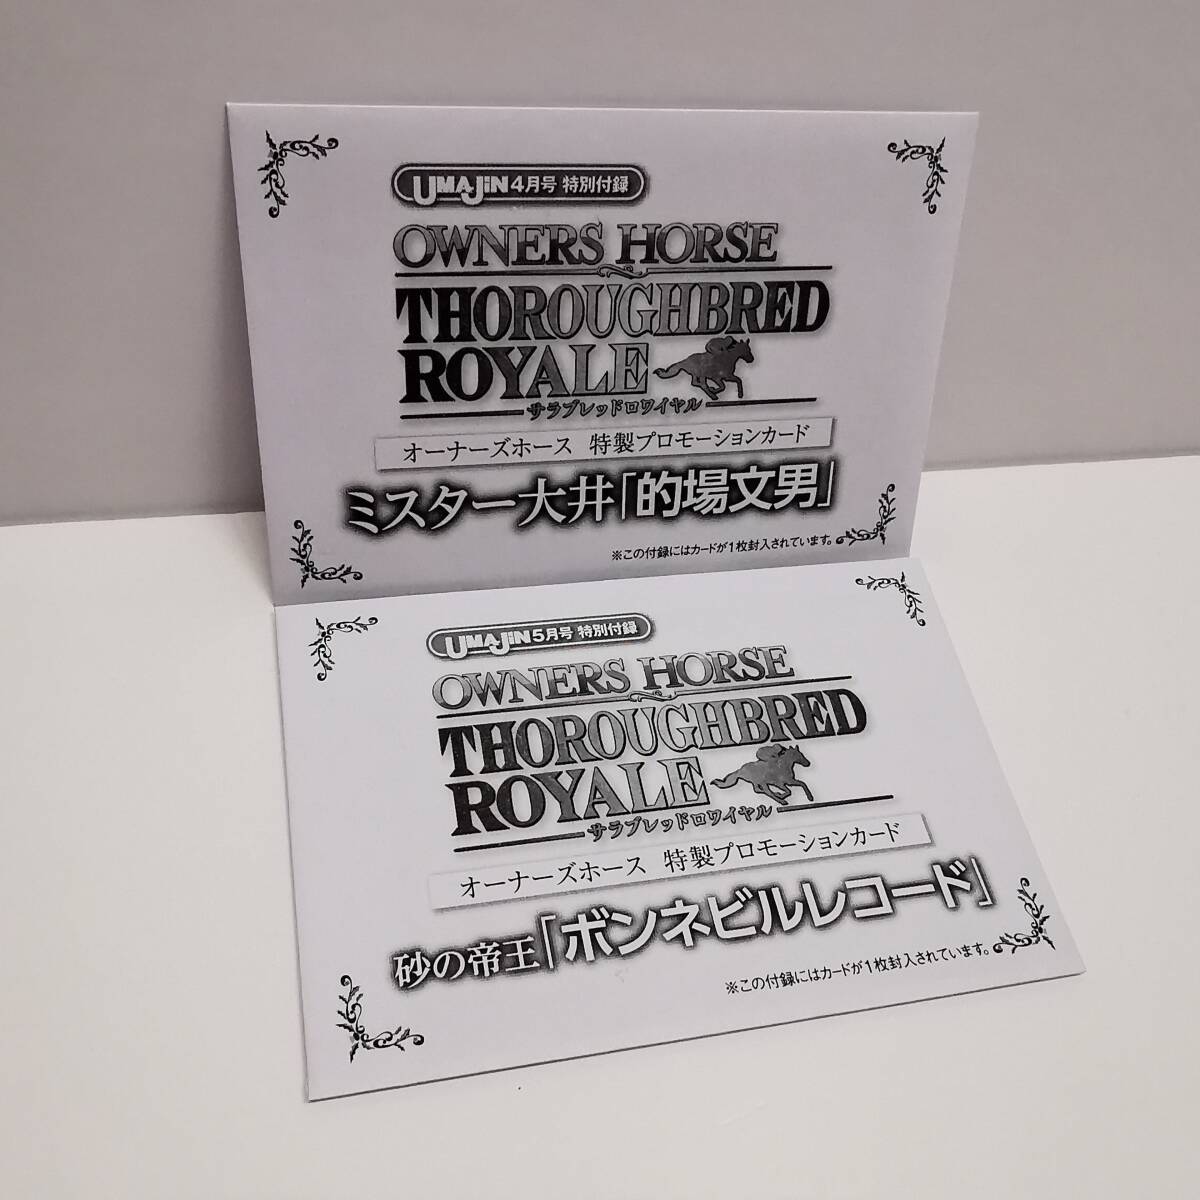 UMAJIN4月号 特別付録
OWNERS HORSE
THOROUGHBRED
ROYALE
サラブレッドロワイヤル
オーナーズホース 特製プロモーションカード
ミスター大井「的場文男」
※この付録にはカードが1枚封入されています。
UMAJIN5月号 特別付録
OWNERS HORSE
THOROUGHBRED
ROYALE
サラブレッドロワイヤル
オーナーズホース 特製プロモーションカード
砂の帝王「ボンネビルレコード」
※この付録にはカードが1枚封入されています。